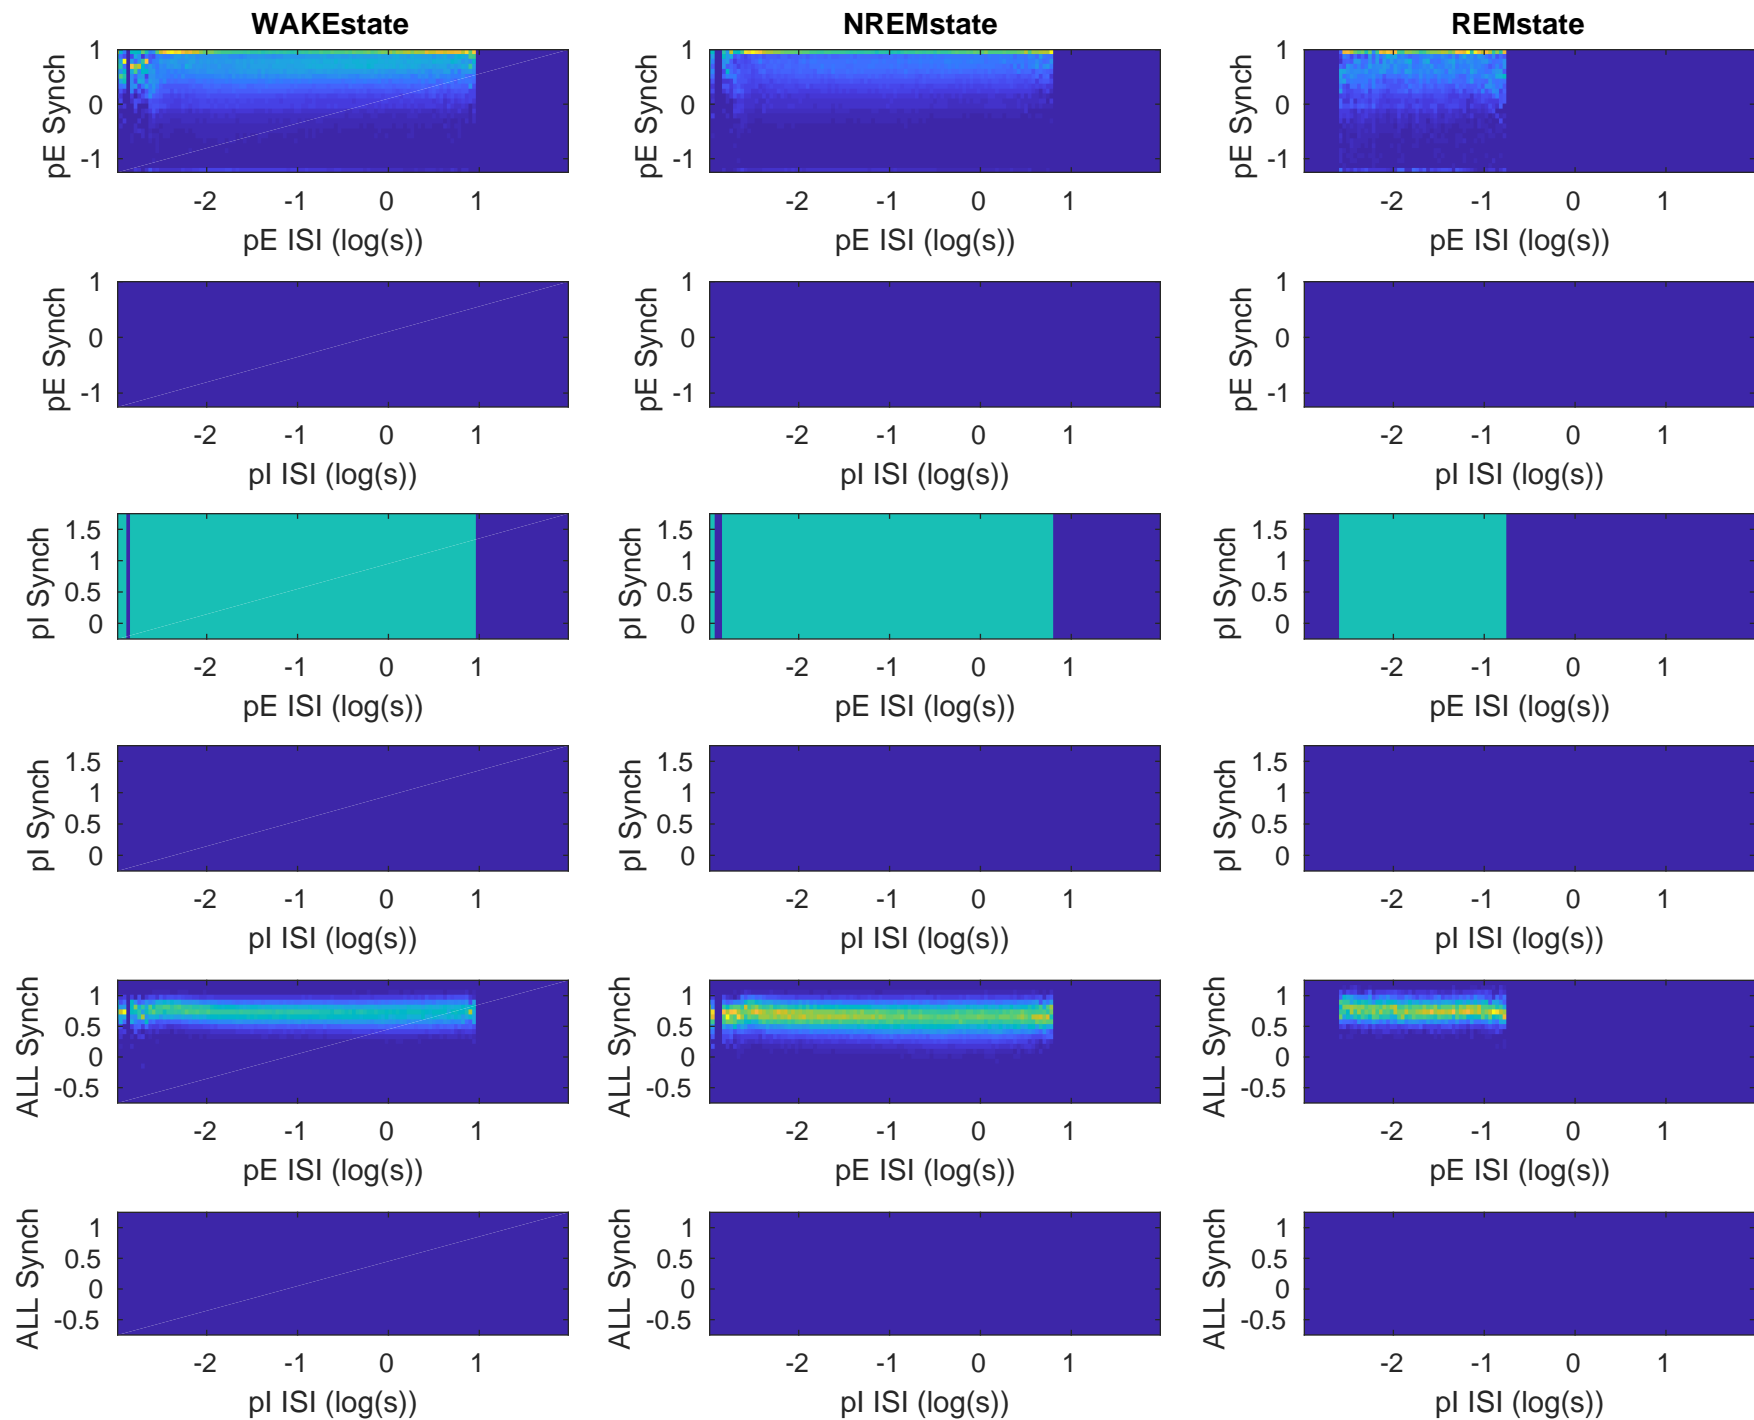 WAKEstate NREMstate REMstate
1 1 1
pE Synch 0 pE Synch 0 pE Synch 0
-1 -1 -1
-2 -1 0 1 -2 -1 0 1 -2 -1 0 1
pE ISI (log(s)) pE ISI (log(s)) pE ISI (log(s))
1 1 1
pE Synch 0 pE Synch 0 pE Synch 0
-1 -1 -1
-2 -1 0 1 -2 -1 0 1 -2 -1 0 1
pI ISI (log(s)) pI ISI (log(s)) pI ISI (log(s))
1.5 1.5 1.5
1 1 1
pI Synch 0.5 pI Synch 0.5 pI Synch 0.5
0 0 0
-2 -1 0 1 -2 -1 0 1 -2 -1 0 1
pE ISI (log(s)) pE ISI (log(s)) pE ISI (log(s))
1.5 1.5 1.5
1 1 1
pI Synch 0.5 pI Synch 0.5 pI Synch 0.5
0 0 0
-2 -1 0 1 -2 -1 0 1 -2 -1 0 1
pI ISI (log(s)) pI ISI (log(s)) pI ISI (log(s))
1 1 1
ALL Synch 0.5 ALL Synch 0.5 ALL Synch 0.5
0 0 0
-0.5 -0.5 -0.5
-2 -1 0 1 -2 -1 0 1 -2 -1 0 1
pE ISI (log(s)) pE ISI (log(s)) pE ISI (log(s))
1 1 1
ALL Synch 0.5 ALL Synch 0.5 ALL Synch 0.5
0 0 0
-0.5 -0.5 -0.5
-2 -1 0 1 -2 -1 0 1 -2 -1 0 1
pI ISI (log(s)) pI ISI (log(s)) pI ISI (log(s))